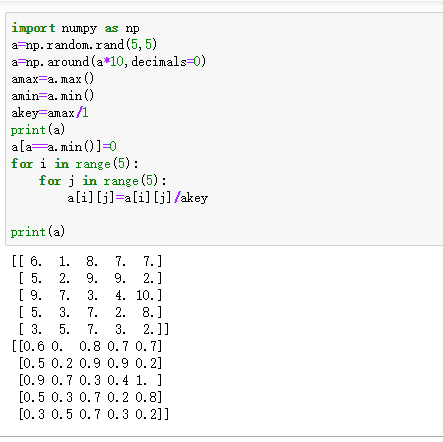 import numpy as np
a=np.random.rand(5,5)
a=np.around(a*10,decimals=0)
amax=a.max()
amin=a.min()
akey=amax/1
print(a)
a[a==a.min()]=0
for i in range(5):
    for j in range(5):
        a[i][j]=a[i][j]/akey

print(a)
[[ 6.  1.  8.  7.  7.]
 [ 5.  2.  9.  9.  2.]
 [ 9.  7.  3.  4. 10.]
 [ 5.  3.  7.  2.  8.]
 [ 3.  5.  7.  3.  2.]]
[[0.6 0.  0.8 0.7 0.7]
 [0.5 0.2 0.9 0.9 0.2]
 [0.9 0.7 0.3 0.4 1. ]
 [0.5 0.3 0.7 0.2 0.8]
 [0.3 0.5 0.7 0.3 0.2]]